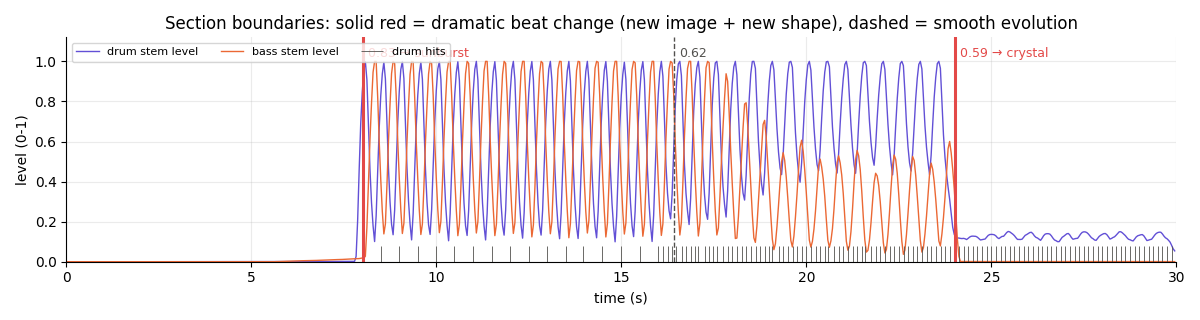 Section boundaries: solid red = dramatic beat change (new image + new shape), dashed = smooth evolution
drum stem level
bass stem level
drum hits
0.62
0.59 → crystal
level (0-1)
1.0
0.8
0.6
0.4
0.2
0.0
0 5 10 15 20 25 30
time (s)